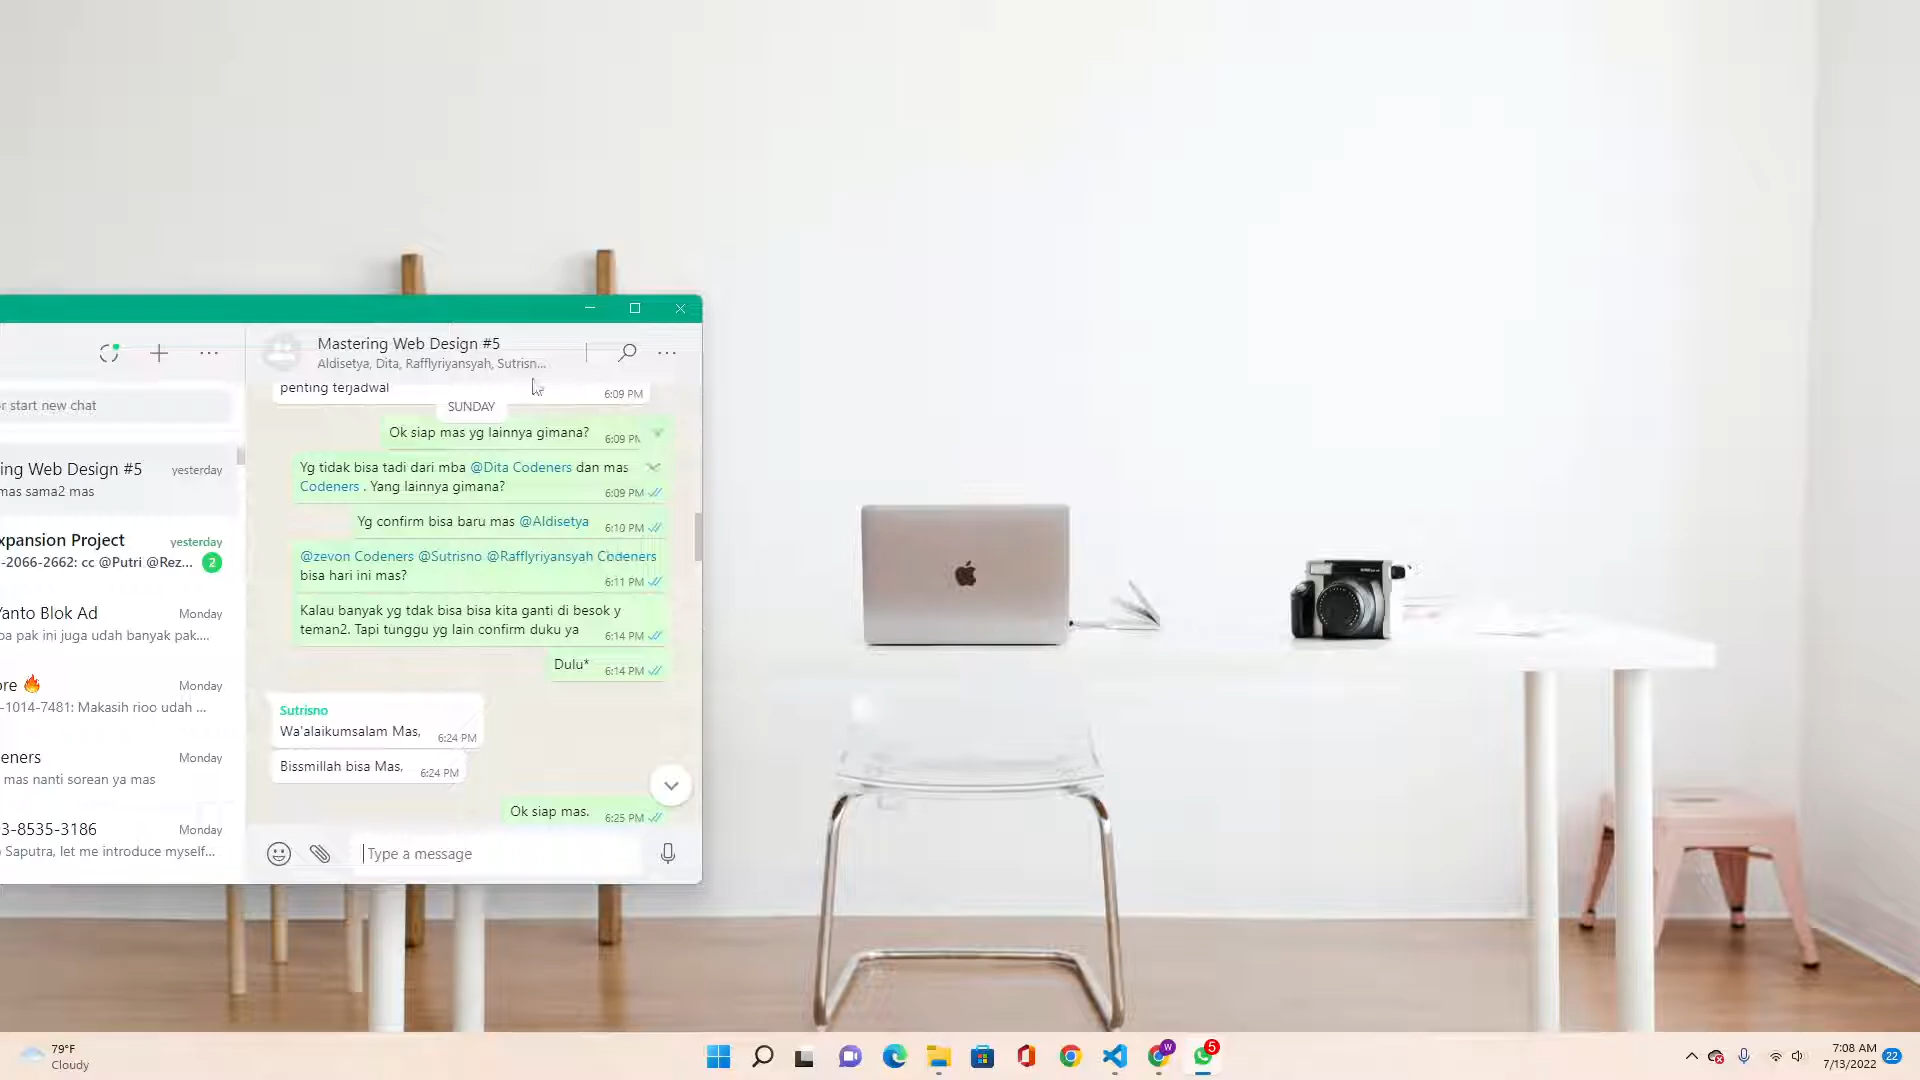 or start new chat
ing Web Design #5 yesterday
mas sama2 mas
xpansion Project yesterday
-2066-2662: cc @Putri @Rez... 2
Yanto Blok Ad Monday
pa pak ini juga udah banyak pak....
ore 🔥 Monday
-1014-7481: Makasih rioo udah ...
eners Monday
mas nanti sorean ya mas
3-8535-3186 Monday
Saputra, let me introduce myself...
Mastering Web Design #5
Aldisetya, Dita, Rafflyriyansyah, Sutrisn...
penting terjadwal 6:09 PM
SUNDAY
Ok siap mas yg lainnya gimana? 6:09 PM
Yg tidak bisa tadi dari mba @Dita Codeners dan mas
Codeners . Yang lainnya gimana? 6:09 PM
Yg confirm bisa baru mas @Aldisetya 6:10 PM
@zevon Codeners @Sutrisno @Rafflyriyansyah Codeners
bisa hari ini mas? 6:11 PM
Kalau banyak yg tdak bisa bisa kita ganti di besok y
teman2. Tapi tunggu yg lain confirm duku ya 6:14 PM
Dulu* 6:14 PM
Sutrisno
Wa'alaikumsalam Mas, 6:24 PM
Bissmillah bisa Mas, 6:24 PM
Ok siap mas. 6:25 PM
Type a message
79°F
Cloudy
W
5
7:08 AM
7/13/2022
22